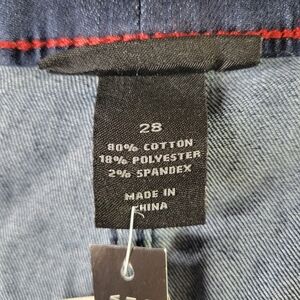 28
80% COTTON
18% POLYESTER
2% SPANDEX
MADE IN
CHINA